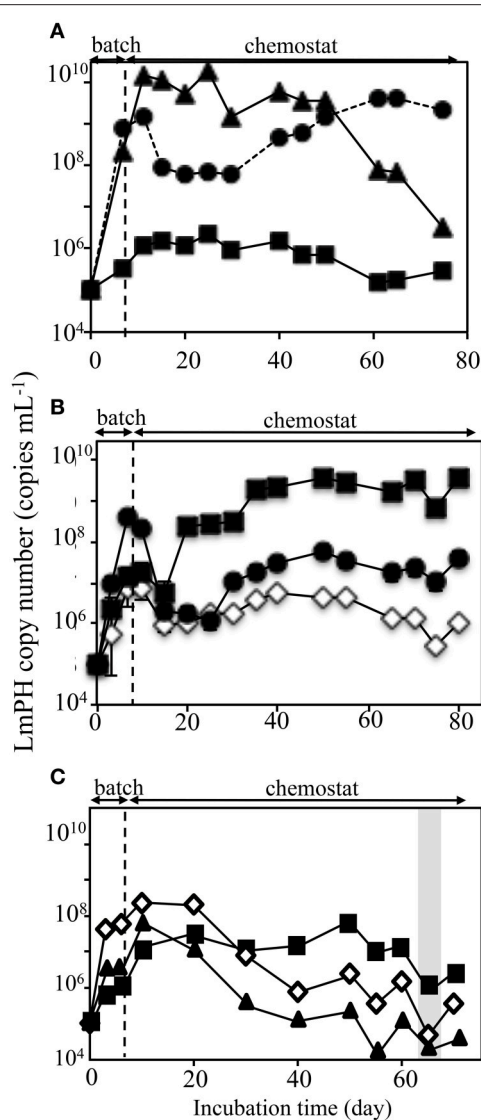 A
batch chemostat
10¹⁰
10⁸
10⁶
10⁴
0 20 40 60 80
LmPH copy number (copies mL⁻¹)
B
batch chemostat
10¹⁰
10⁸
10⁶
10⁴
0 20 40 60 80
C
batch chemostat
10¹⁰
10⁸
10⁶
10⁴
0 20 40 60
Incubation time (day)